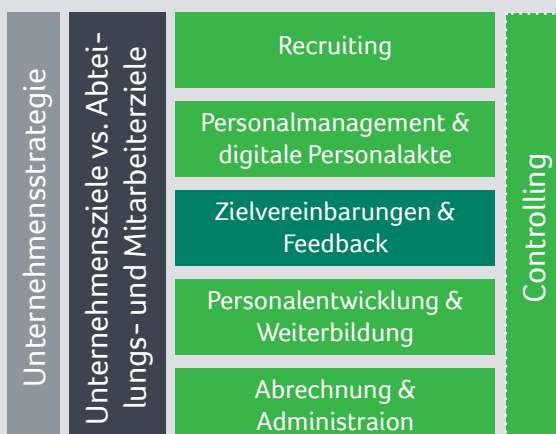 Unternehmensstrategie
Unternehmensziele vs. Abtei-
lungs- und Mitarbeiterziele
Recruiting
Personalmanagement &
digitale Personalakte
Zielvereinbarungen &
Feedback
Personalentwicklung &
Weiterbildung
Abrechnung &
Administraion
Controlling